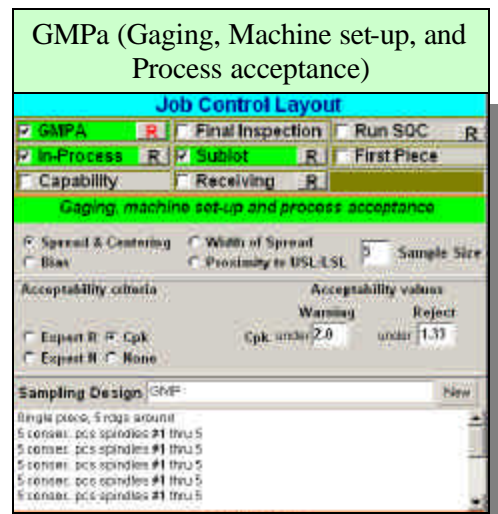 GMPa (Gaging, Machine set-up, and
Process acceptance)
Job Control Layout
GMPA R Final Inspection Run SQC R
In-Process R Sublot R First Piece
Capability Receiving R
Gaging, machine set-up and process acceptance
Spread & Centering Width of Spread 5 Sample Size
Bias Proximity to USL/LSL
Acceptability criteria Acceptability values
Warning Reject
Expert R Cpk Cpk under 2.0 under 1.33
Expert N None
Sampling Design GMP New
Single piece, 5 rdgs around
5 consec. pcs spindles #1 thru 5
5 consec. pcs spindles #1 thru 5
5 consec. pcs spindles #1 thru 5
5 consec. pcs spindles #1 thru 5
5 consec. pcs spindles #1 thru 5